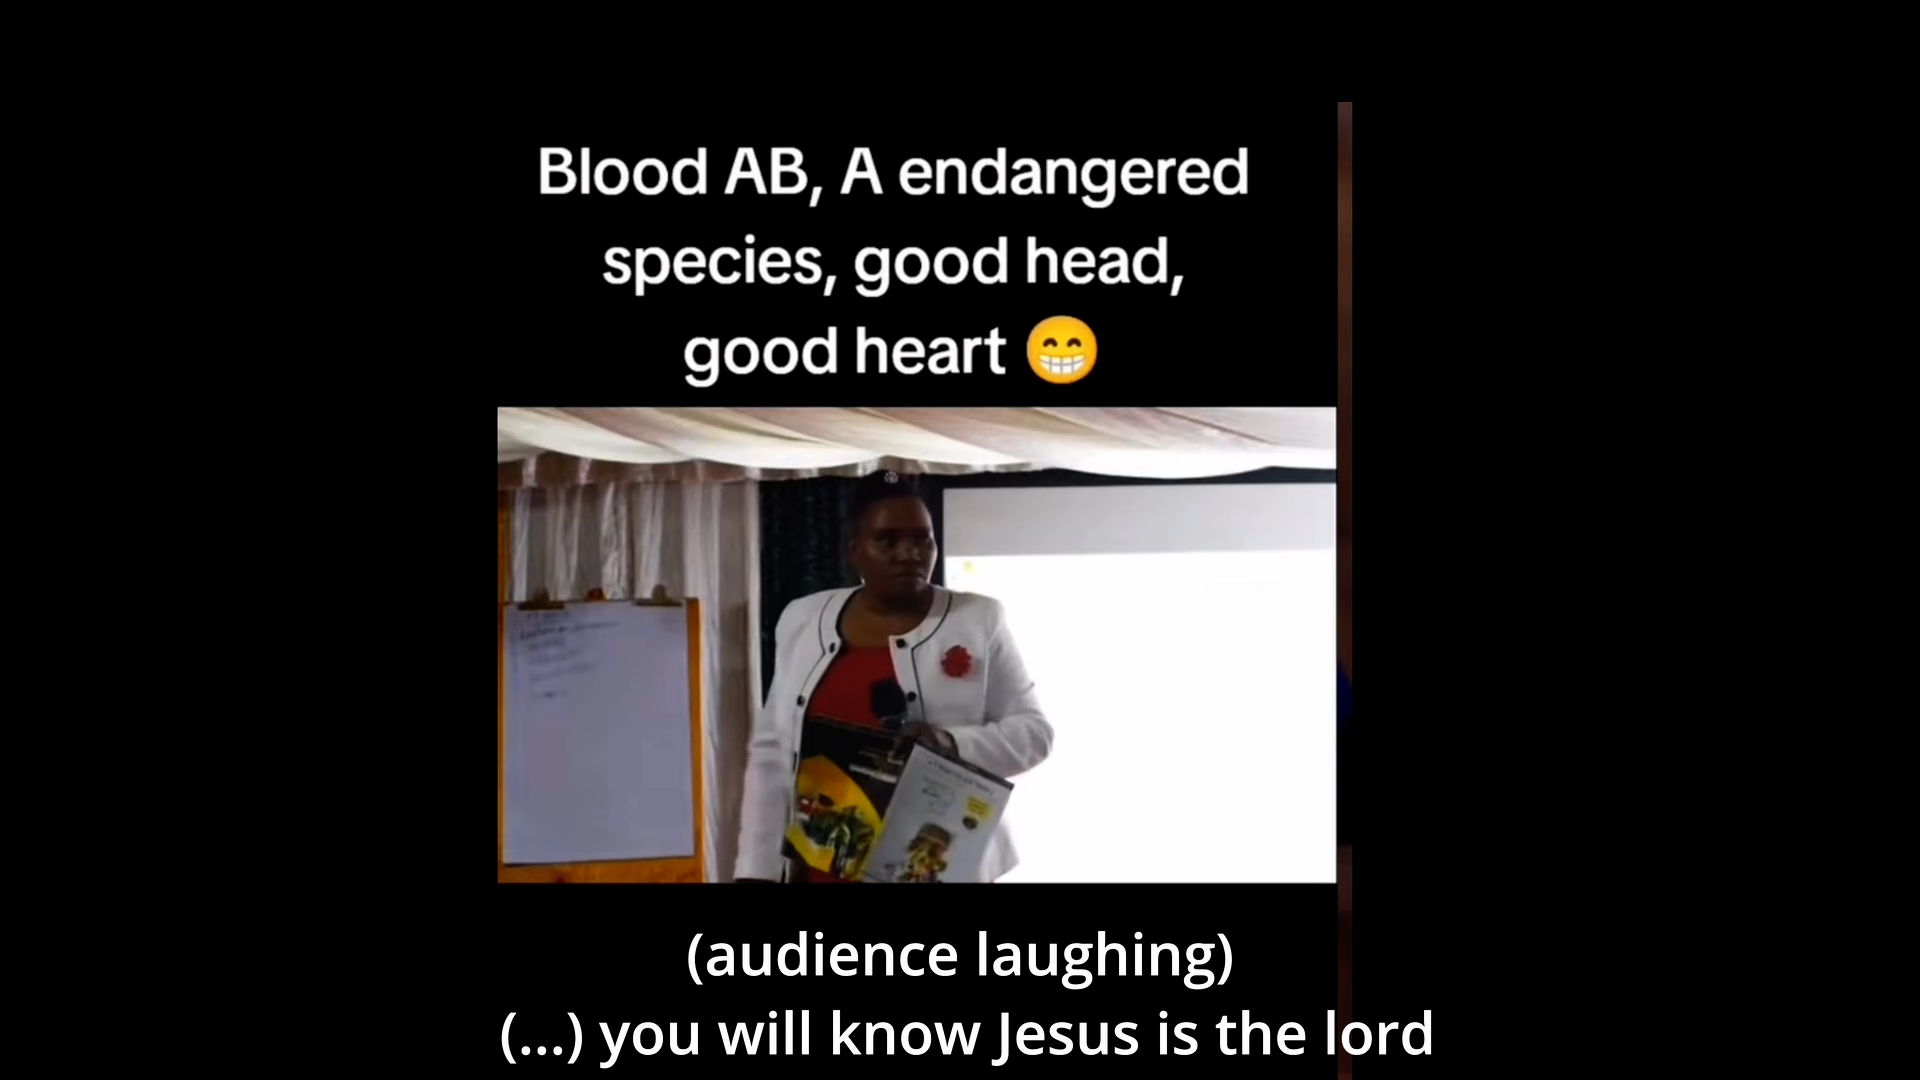 Blood AB, A endangered
species, good head,
good heart 😁
(audience laughing)
(...) you will know Jesus is the lord